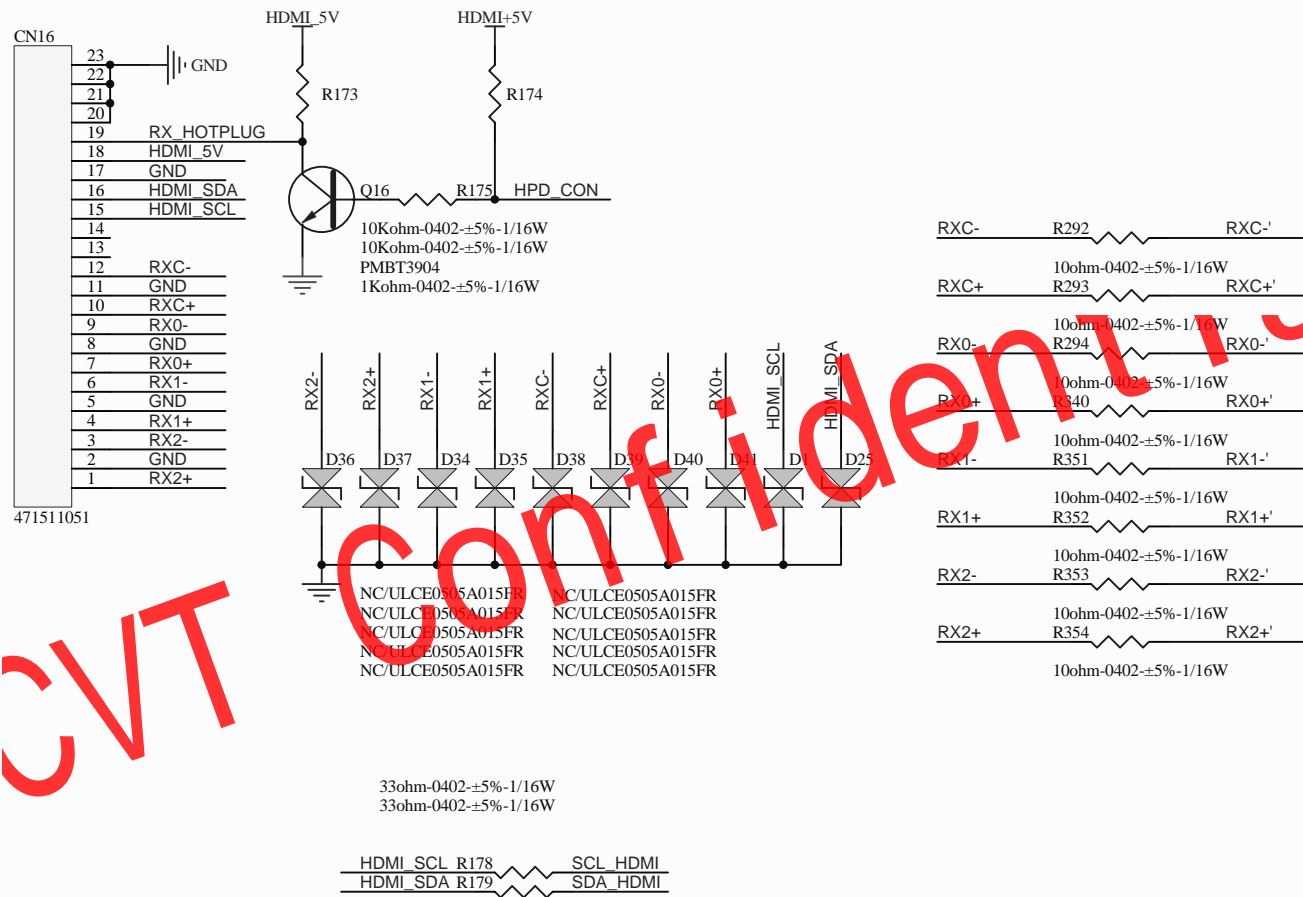 HDMI_5V
HDMI+5V
CN16
23
22
21
20
GND
R173
R174
19 RX_HOTPLUG
18 HDMI_5V
17 GND
16 HDMI_SDA
15 HDMI_SCL
14
13
12 RXC-
11 GND
10 RXC+
9 RX0-
8 GND
7 RX0+
6 RX1-
5 GND
4 RX1+
3 RX2-
2 GND
1 RX2+
471511051
Q16
R175
HPD_CON
10Kohm-0402-±5%-1/16W
10Kohm-0402-±5%-1/16W
PMBT3904
1Kohm-0402-±5%-1/16W
RX2-
RX2+
RX1-
RX1+
RXC-
RXC+
RX0-
RX0+
HDMI_SCL
HDMI_SDA
D36
D37
D34
D35
D38
D39
D40
D41
D1
D25
NC/ULCE0505A015FR NC/ULCE0505A015FR
NC/ULCE0505A015FR NC/ULCE0505A015FR
NC/ULCE0505A015FR NC/ULCE0505A015FR
NC/ULCE0505A015FR NC/ULCE0505A015FR
NC/ULCE0505A015FR NC/ULCE0505A015FR
RXC- R292 RXC-'
10ohm-0402-±5%-1/16W
RXC+ R293 RXC+'
10ohm-0402-±5%-1/16W
RX0- R294 RX0-'
10ohm-0402-±5%-1/16W
RX0+ R340 RX0+'
10ohm-0402-±5%-1/16W
RX1- R351 RX1-'
10ohm-0402-±5%-1/16W
RX1+ R352 RX1+'
10ohm-0402-±5%-1/16W
RX2- R353 RX2-'
10ohm-0402-±5%-1/16W
RX2+ R354 RX2+'
10ohm-0402-±5%-1/16W
33ohm-0402-±5%-1/16W
33ohm-0402-±5%-1/16W
HDMI_SCL R178 SCL_HDMI
HDMI_SDA R179 SDA_HDMI
CVT